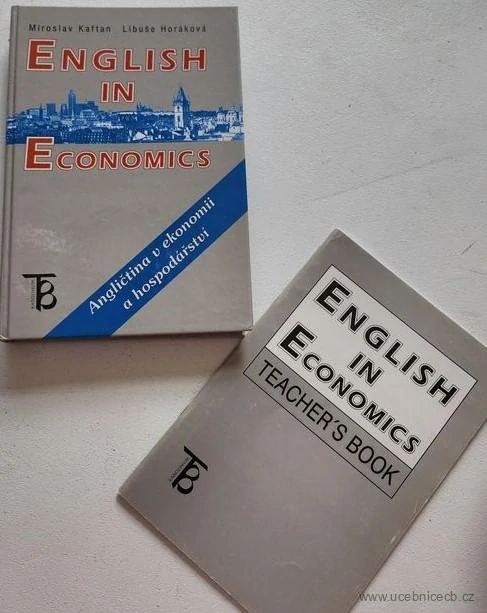 Miroslav Kaftan Libuše Horáková
ENGLISH
IN
ECONOMICS
Angličtina v ekonomii
a hospodářství
ENGLISH
IN
ECONOMICS
TEACHER'S BOOK
www.ucebnicecb.cz